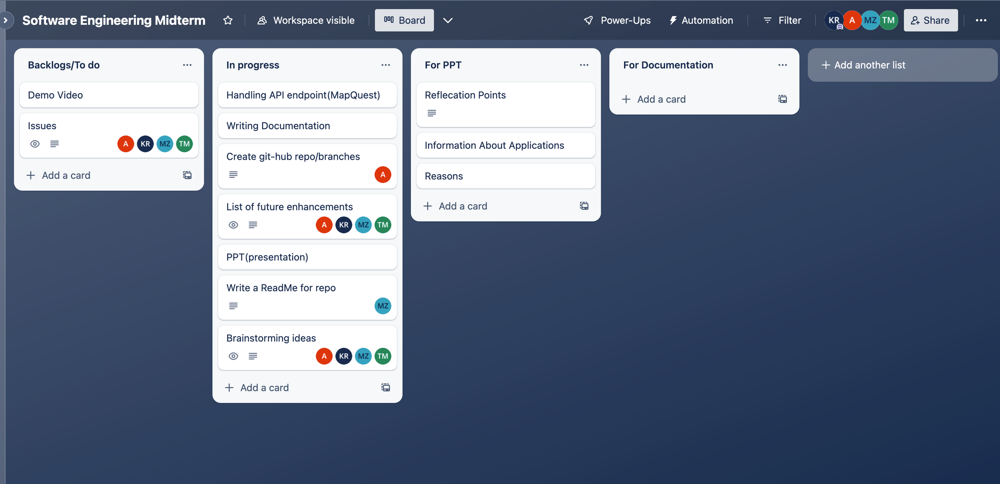 Software Engineering Midterm
Workspace visible
Board
Power-Ups
Automation
Filter
KR
A
MZ
TM
Share
Backlogs/To do
Demo Video
Issues
A
KR
MZ
TM
Add a card
In progress
Handling API endpoint(MapQuest)
Writing Documentation
Create git-hub repo/branches
A
List of future enhancements
A
KR
MZ
TM
PPT(presentation)
Write a ReadMe for repo
MZ
Brainstorming ideas
A
KR
MZ
TM
Add a card
For PPT
Reflecation Points
Information About Applications
Reasons
Add a card
For Documentation
Add a card
Add another list